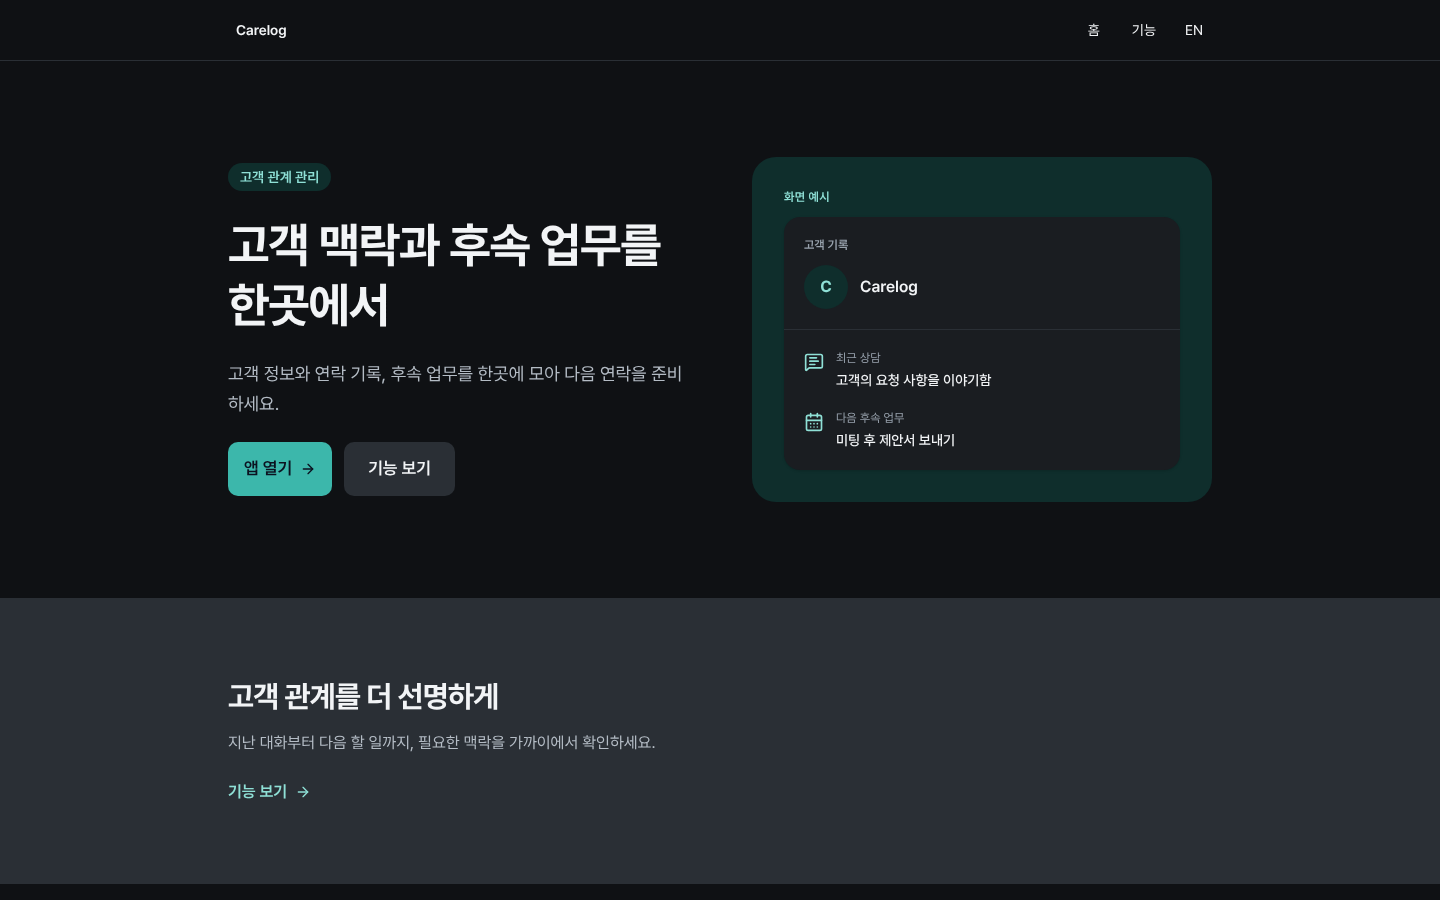 Carelog
홈
기능
EN
고객 관계 관리
고객 맥락과 후속 업무를
한곳에서
고객 정보와 연락 기록, 후속 업무를 한곳에 모아 다음 연락을 준비
하세요.
앱 열기
기능 보기
화면 예시
고객 기록
C
Carelog
최근 상담
고객의 요청 사항을 이야기함
다음 후속 업무
미팅 후 제안서 보내기
고객 관계를 더 선명하게
지난 대화부터 다음 할 일까지, 필요한 맥락을 가까이에서 확인하세요.
기능 보기